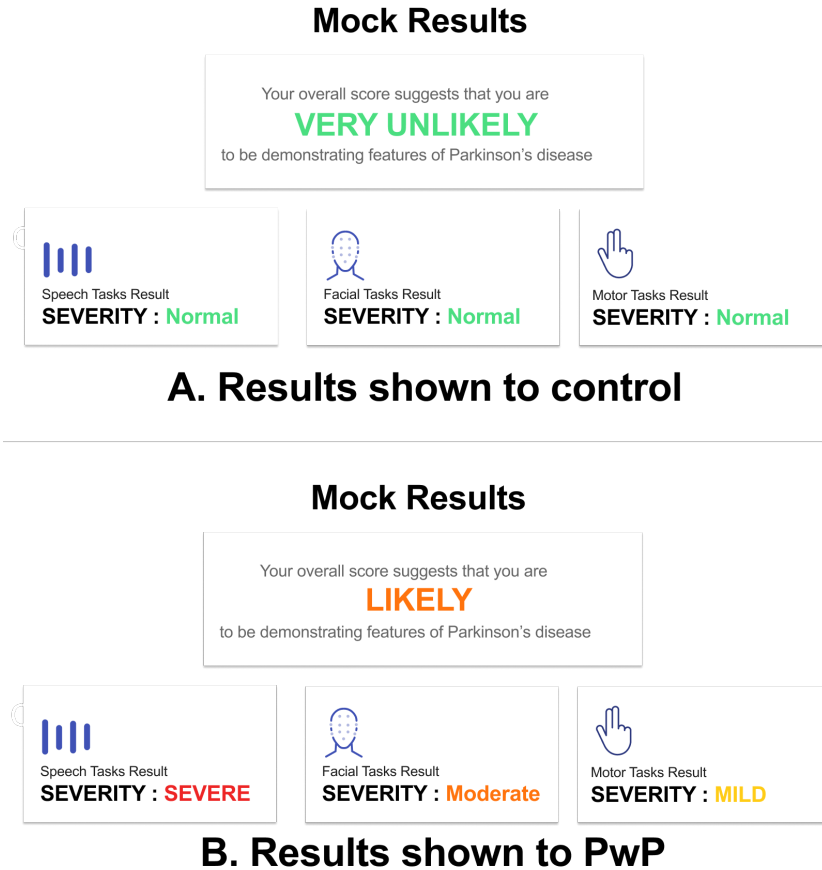 Mock Results
Your overall score suggests that you are
VERY UNLIKELY
to be demonstrating features of Parkinson’s disease
Speech Tasks Result
SEVERITY : Normal
Facial Tasks Result
SEVERITY : Normal
Motor Tasks Result
SEVERITY : Normal
A. Results shown to control
Mock Results
Your overall score suggests that you are
LIKELY
to be demonstrating features of Parkinson’s disease
Speech Tasks Result
SEVERITY : SEVERE
Facial Tasks Result
SEVERITY : Moderate
Motor Tasks Result
SEVERITY : MILD
B. Results shown to PwP